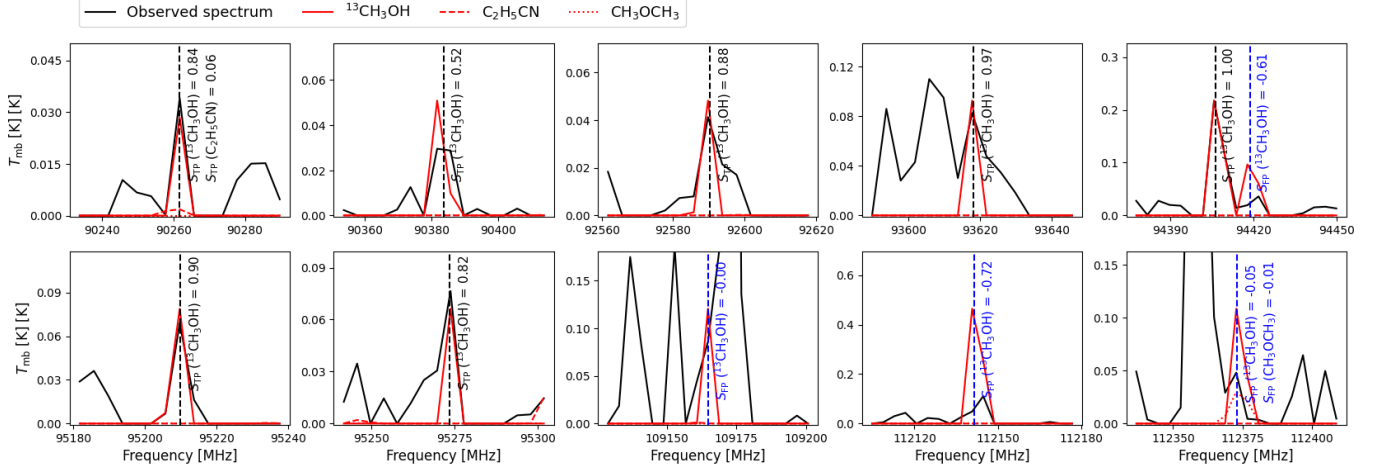 Observed spectrum
¹³CH₃OH
C₂H₅CN
CH₃OCH₃
T_mb [K] [K]
0.045
0.030
0.015
0.000
90240 90260 90280
S_TP (¹³CH₃OH) = 0.84
S_TP (C₂H₅CN) = 0.06
0.06
0.04
0.02
0.00
90360 90380 90400
S_TP (¹³CH₃OH) = 0.52
0.06
0.04
0.02
0.00
92560 92580 92600 92620
S_TP (¹³CH₃OH) = 0.88
0.12
0.08
0.04
0.00
93600 93620 93640
S_TP (¹³CH₃OH) = 0.97
0.3
0.2
0.1
0.0
94390 94420 94450
S_TP (¹³CH₃OH) = 1.00
S_FP (¹³CH₃OH) = -0.61
T_mb [K] [K]
0.09
0.06
0.03
0.00
95180 95200 95220 95240
S_TP (¹³CH₃OH) = 0.90
Frequency [MHz]
0.09
0.06
0.03
0.00
95250 95275 95300
S_TP (¹³CH₃OH) = 0.82
Frequency [MHz]
0.15
0.10
0.05
0.00
109150 109175 109200
S_FP (¹³CH₃OH) = -0.00
Frequency [MHz]
0.6
0.4
0.2
0.0
112120 112150 112180
S_FP (¹³CH₃OH) = -0.72
Frequency [MHz]
0.15
0.10
0.05
0.00
112350 112375 112400
S_FP (¹³CH₃OH) = -0.05
S_FP (CH₃OCH₃) = -0.01
Frequency [MHz]